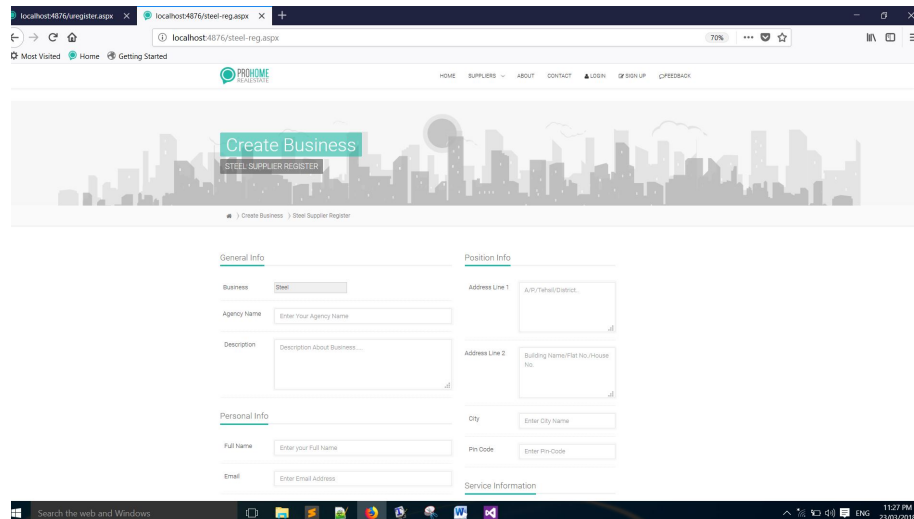 localhost:4876/uregister.aspx
localhost:4876/steel-reg.aspx
localhost:4876/steel-reg.aspx
70%
Most Visited Home Getting Started
PROHOME
REALESTATE
HOME SUPPLIERS ABOUT CONTACT LOGIN SIGN UP FEEDBACK
Create Business
STEEL SUPPLIER REGISTER
Create Business Steel Supplier Register
General Info
Business Steel
Agency Name Enter Your Agency Name
Description Description About Business....
Personal Info
Full Name Enter your Full Name
Email Enter Email Address
Position Info
Address Line 1 A/P/Tehsil/District..
Address Line 2 Building Name/Flat No./House
No.
City Enter City Name
Pin Code Enter Pin-Code
Service Information
Search the web and Windows
ENG
11:27 PM
23/03/2018